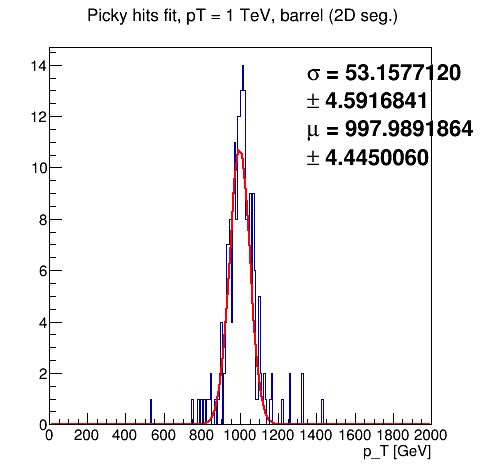 Picky hits fit, pT = 1 TeV, barrel (2D seg.)
σ = 53.1577120
± 4.5916841
μ = 997.9891864
± 4.4450060
14
12
10
8
6
4
2
0
0 200 400 600 800 1000 1200 1400 1600 1800 2000
p_T [GeV]